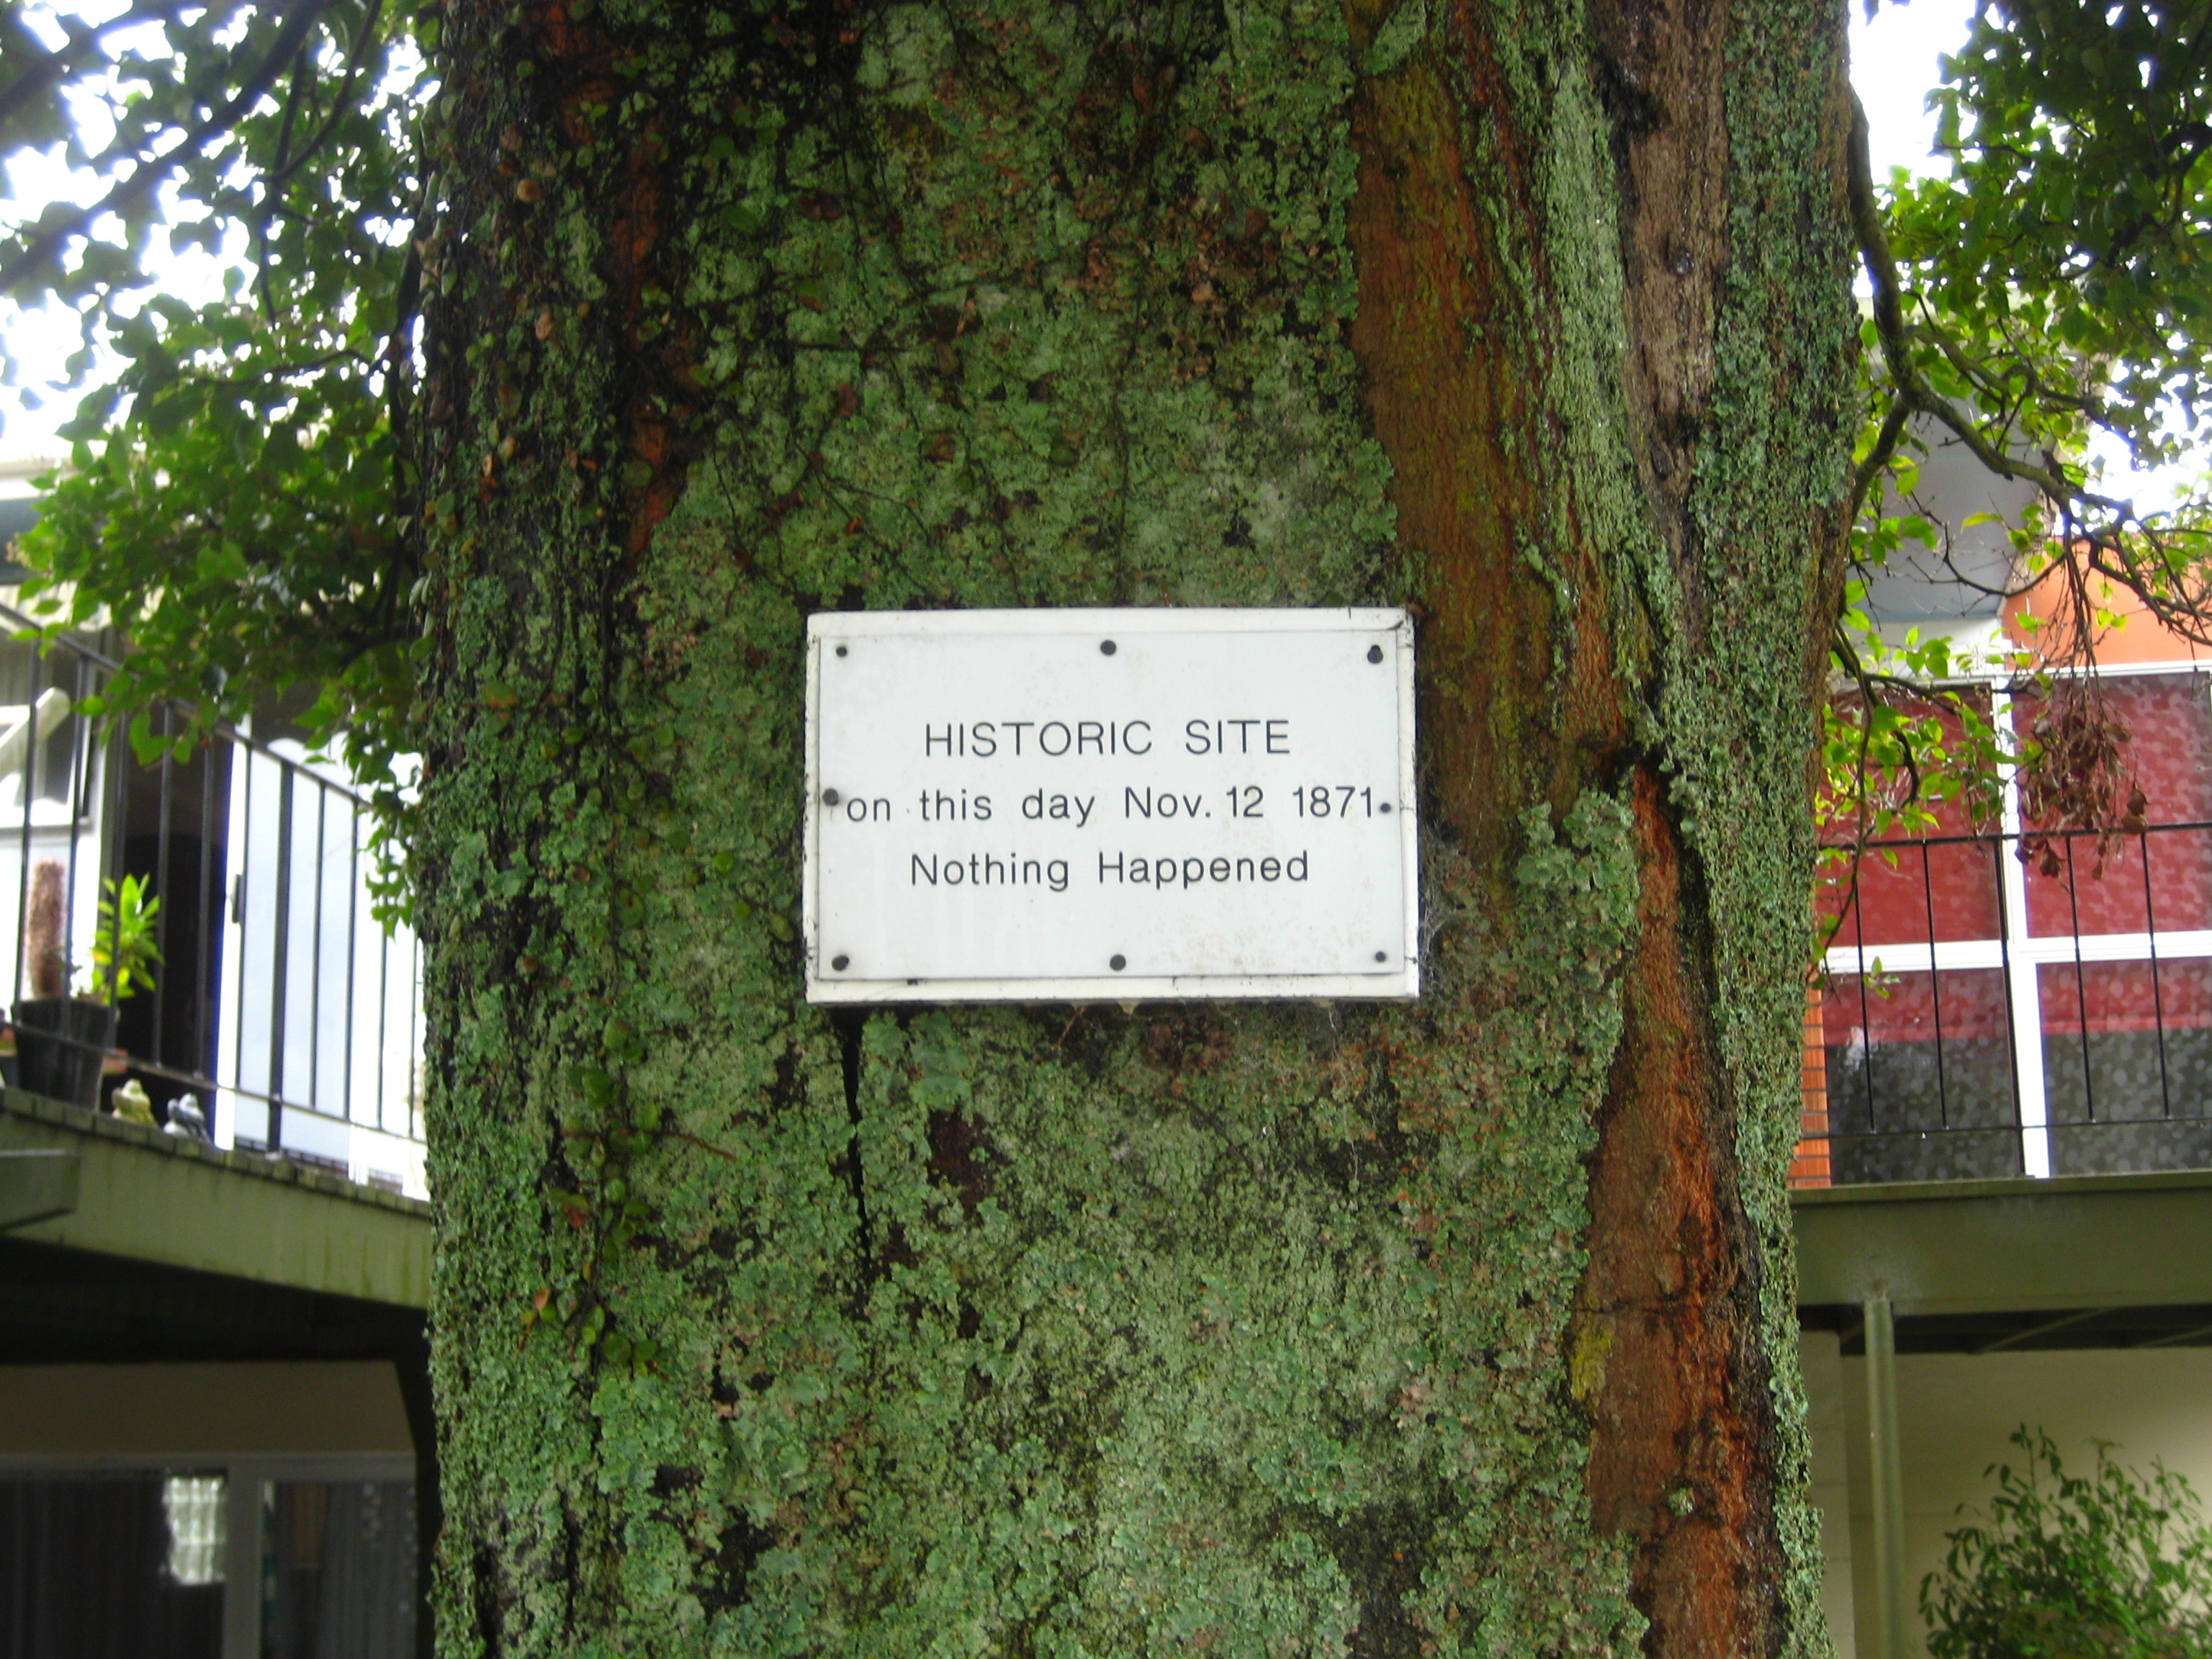 HISTORIC SITE
on this day Nov. 12 1871
Nothing Happened